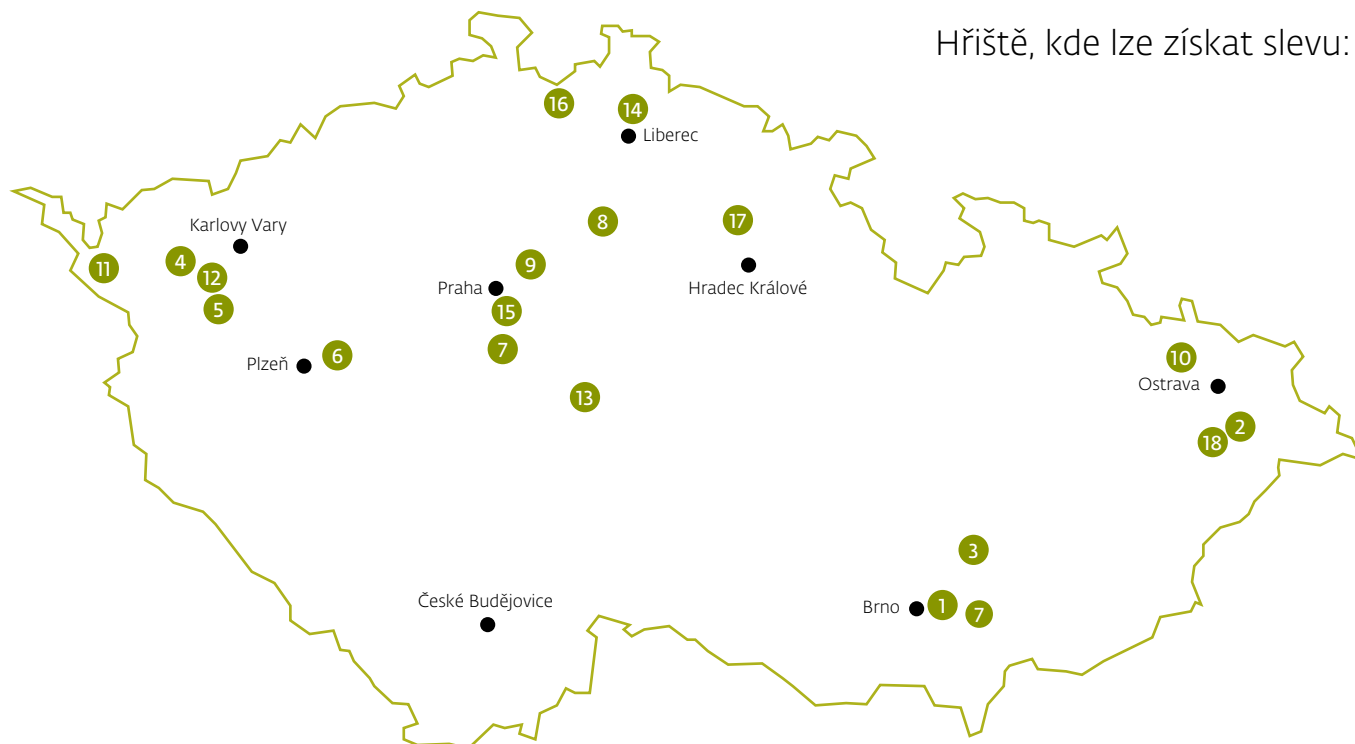 Hřiště, kde lze získat slevu:
16
14
Liberec
Karlovy Vary
8
17
11
4
12
9
Praha
Hradec Králové
5
15
7
Plzeň
6
10
Ostrava
13
2
18
3
České Budějovice
Brno
1
7